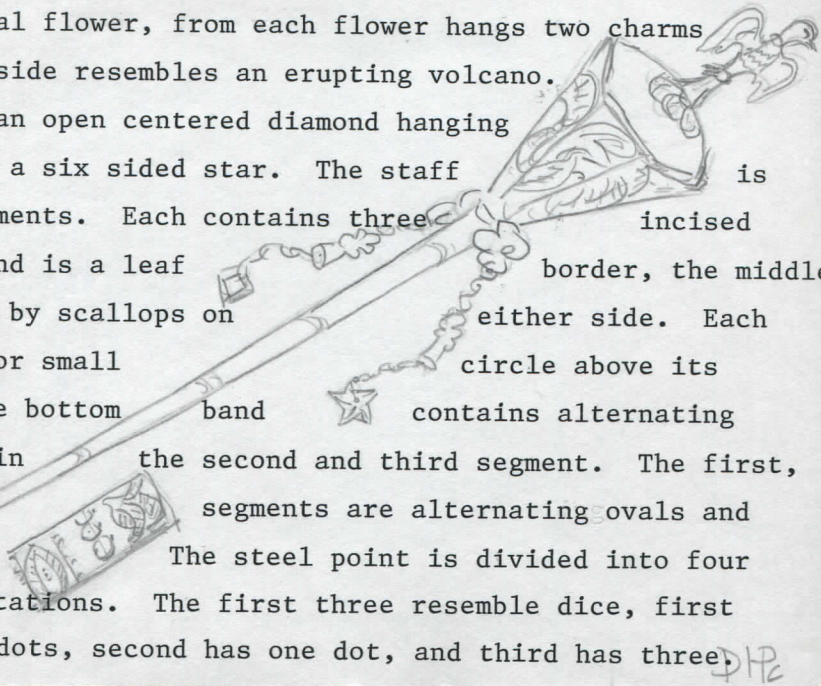 al flower, from each flower hangs two charms
side resembles an erupting volcano.
an open centered diamond hanging
a six sided star. The staff is
ments. Each contains three incised
nd is a leaf border, the middle
by scallops on either side. Each
or small circle above its
e bottom band contains alternating
in the second and third segment. The first,
segments are alternating ovals and
The steel point is divided into four
tations. The first three resemble dice, first
dots, second has one dot, and third has three.